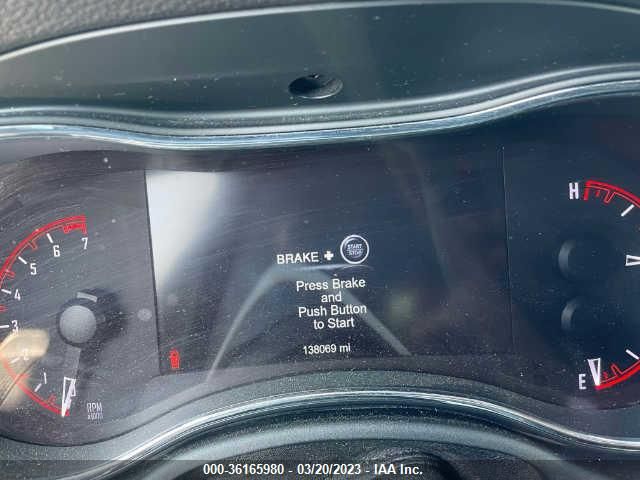 BRAKE + START STOP
Press Brake
and
Push Button
to Start
138069 mi
7
6
5
4
3
2
1
RPM
x1000
H
E
000-36165980 - 03/20/2023 - IAA Inc.